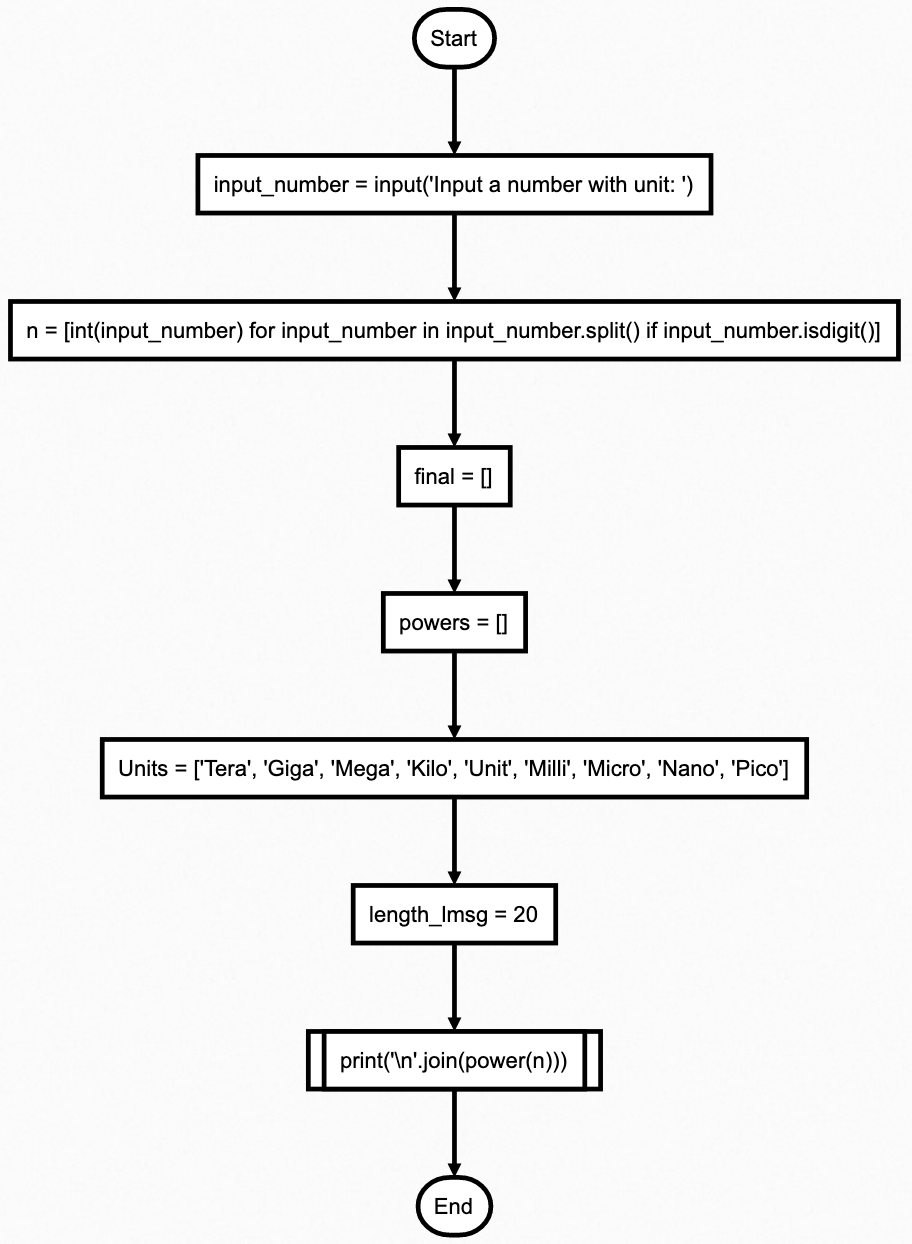 Start
input_number = input('Input a number with unit: ')
n = [int(input_number) for input_number in input_number.split() if input_number.isdigit()]
final = []
powers = []
Units = ['Tera', 'Giga', 'Mega', 'Kilo', 'Unit', 'Milli', 'Micro', 'Nano', 'Pico']
length_lmsg = 20
print('\n'.join(power(n)))
End